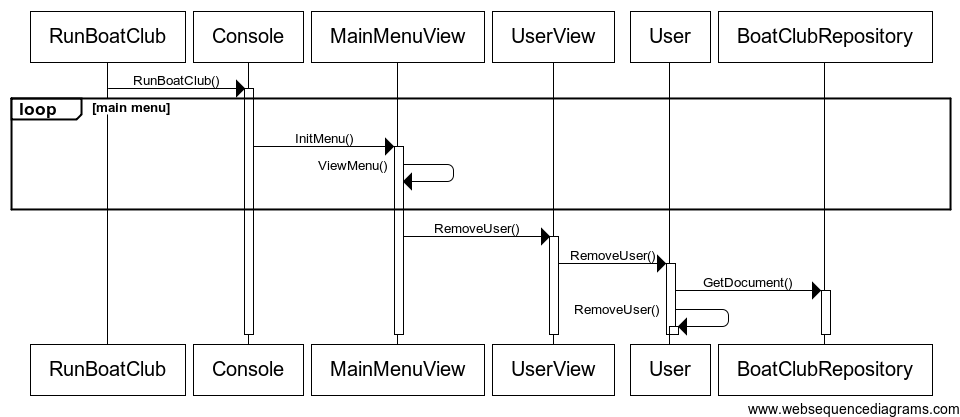 RunBoatClub Console MainMenuView UserView User BoatClubRepository
RunBoatClub()
loop [main menu]
InitMenu()
ViewMenu()
RemoveUser()
RemoveUser()
GetDocument()
RemoveUser()
RunBoatClub Console MainMenuView UserView User BoatClubRepository
www.websequencediagrams.com